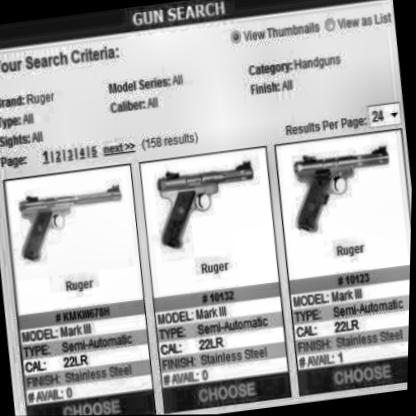 GUN SEARCH
our Search Criteria:
View Thumbnails View as List
rand: Ruger
Model Series: All
Category: Handguns
Type: All
Caliber: All
Finish: All
Sights: All
Results Per Page: 24
Page: 1|2|3|4|5 next>> (158 results)
Ruger
# KMKIII678H
MODEL: Mark III
TYPE: Semi-Automatic
CAL: 22LR
FINISH: Stainless Steel
# AVAIL: 0
CHOOSE
Ruger
# 10132
MODEL: Mark III
TYPE: Semi-Automatic
CAL: 22LR
FINISH: Stainless Steel
# AVAIL: 0
CHOOSE
Ruger
# 10123
MODEL: Mark III
TYPE: Semi-Automatic
CAL: 22LR
FINISH: Stainless Steel
# AVAIL: 1
CHOOSE